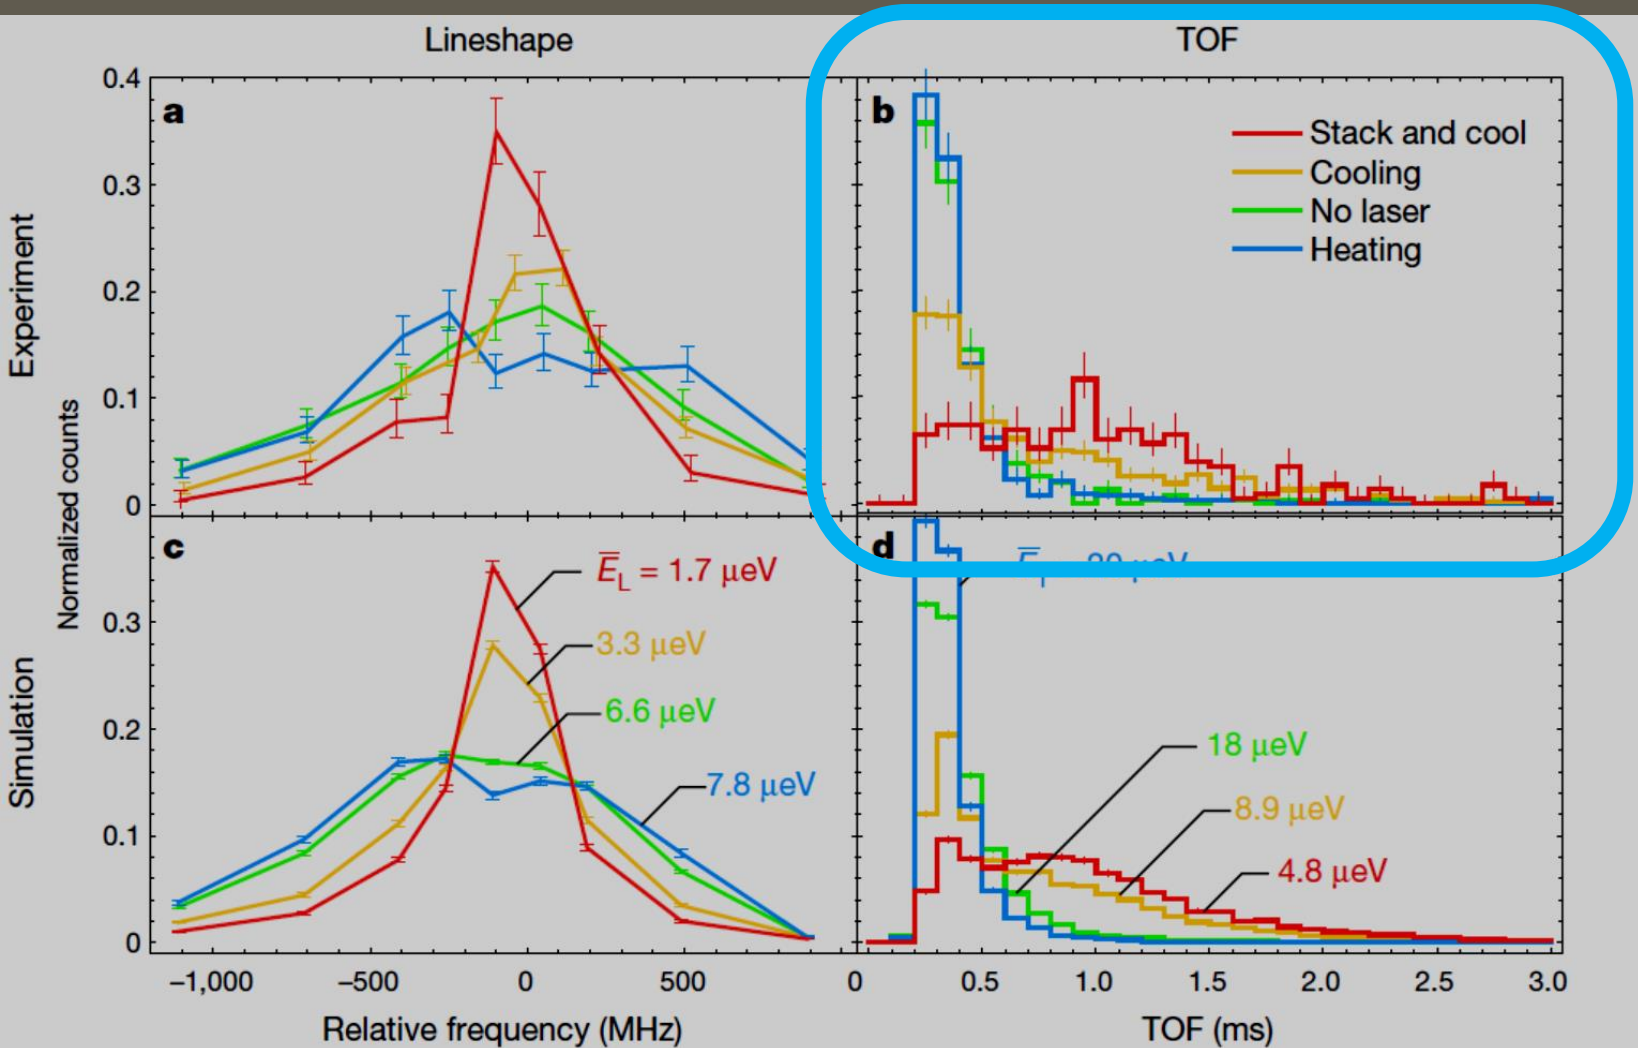 Lineshape
TOF
Experiment
Simulation
Normalized counts
a
0.4
0.3
0.2
0.1
0
b
Stack and cool
Cooling
No laser
Heating
c
0.3
0.2
0.1
0
E̅L = 1.7 μeV
3.3 μeV
6.6 μeV
7.8 μeV
d
18 μeV
8.9 μeV
4.8 μeV
−1,000
−500
0
500
0
0.5
1.0
1.5
2.0
2.5
3.0
Relative frequency (MHz)
TOF (ms)